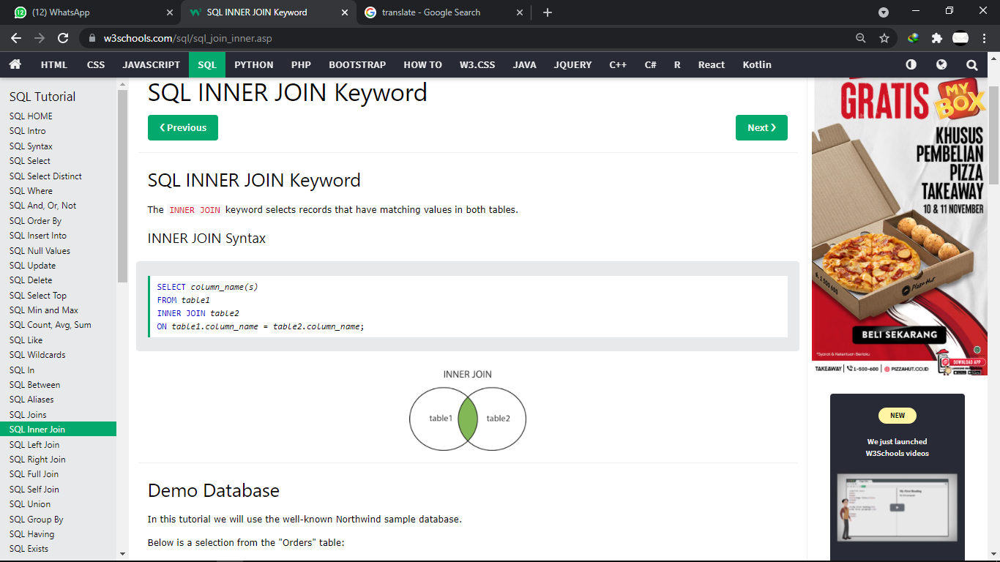 (12) WhatsApp
SQL INNER JOIN Keyword
translate - Google Search
w3schools.com/sql/sql_join_inner.asp
HTML CSS JAVASCRIPT SQL PYTHON PHP BOOTSTRAP HOW TO W3.CSS JAVA JQUERY C++ C# R React Kotlin
SQL Tutorial
SQL HOME
SQL Intro
SQL Syntax
SQL Select
SQL Select Distinct
SQL Where
SQL And, Or, Not
SQL Order By
SQL Insert Into
SQL Null Values
SQL Update
SQL Delete
SQL Select Top
SQL Min and Max
SQL Count, Avg, Sum
SQL Like
SQL Wildcards
SQL In
SQL Between
SQL Aliases
SQL Joins
SQL Inner Join
SQL Left Join
SQL Right Join
SQL Full Join
SQL Self Join
SQL Union
SQL Group By
SQL Having
SQL Exists
SQL INNER JOIN Keyword
❮ Previous
Next ❯
SQL INNER JOIN Keyword
The INNER JOIN keyword selects records that have matching values in both tables.
INNER JOIN Syntax
SELECT column_name(s)
FROM table1
INNER JOIN table2
ON table1.column_name = table2.column_name;
INNER JOIN
table1 table2
Demo Database
In this tutorial we will use the well-known Northwind sample database.
Below is a selection from the "Orders" table:
GRATIS MY BOX
KHUSUS
PEMBELIAN
PIZZA
TAKEAWAY
10 & 11 NOVEMBER
1 500 600
Pizza Hut
BELI SEKARANG
*Syarat & Ketentuan Berlaku
DOWNLOAD APP
TAKEAWAY 1-500-600 PIZZAHUT.CO.ID
NEW
We just launched
W3Schools videos